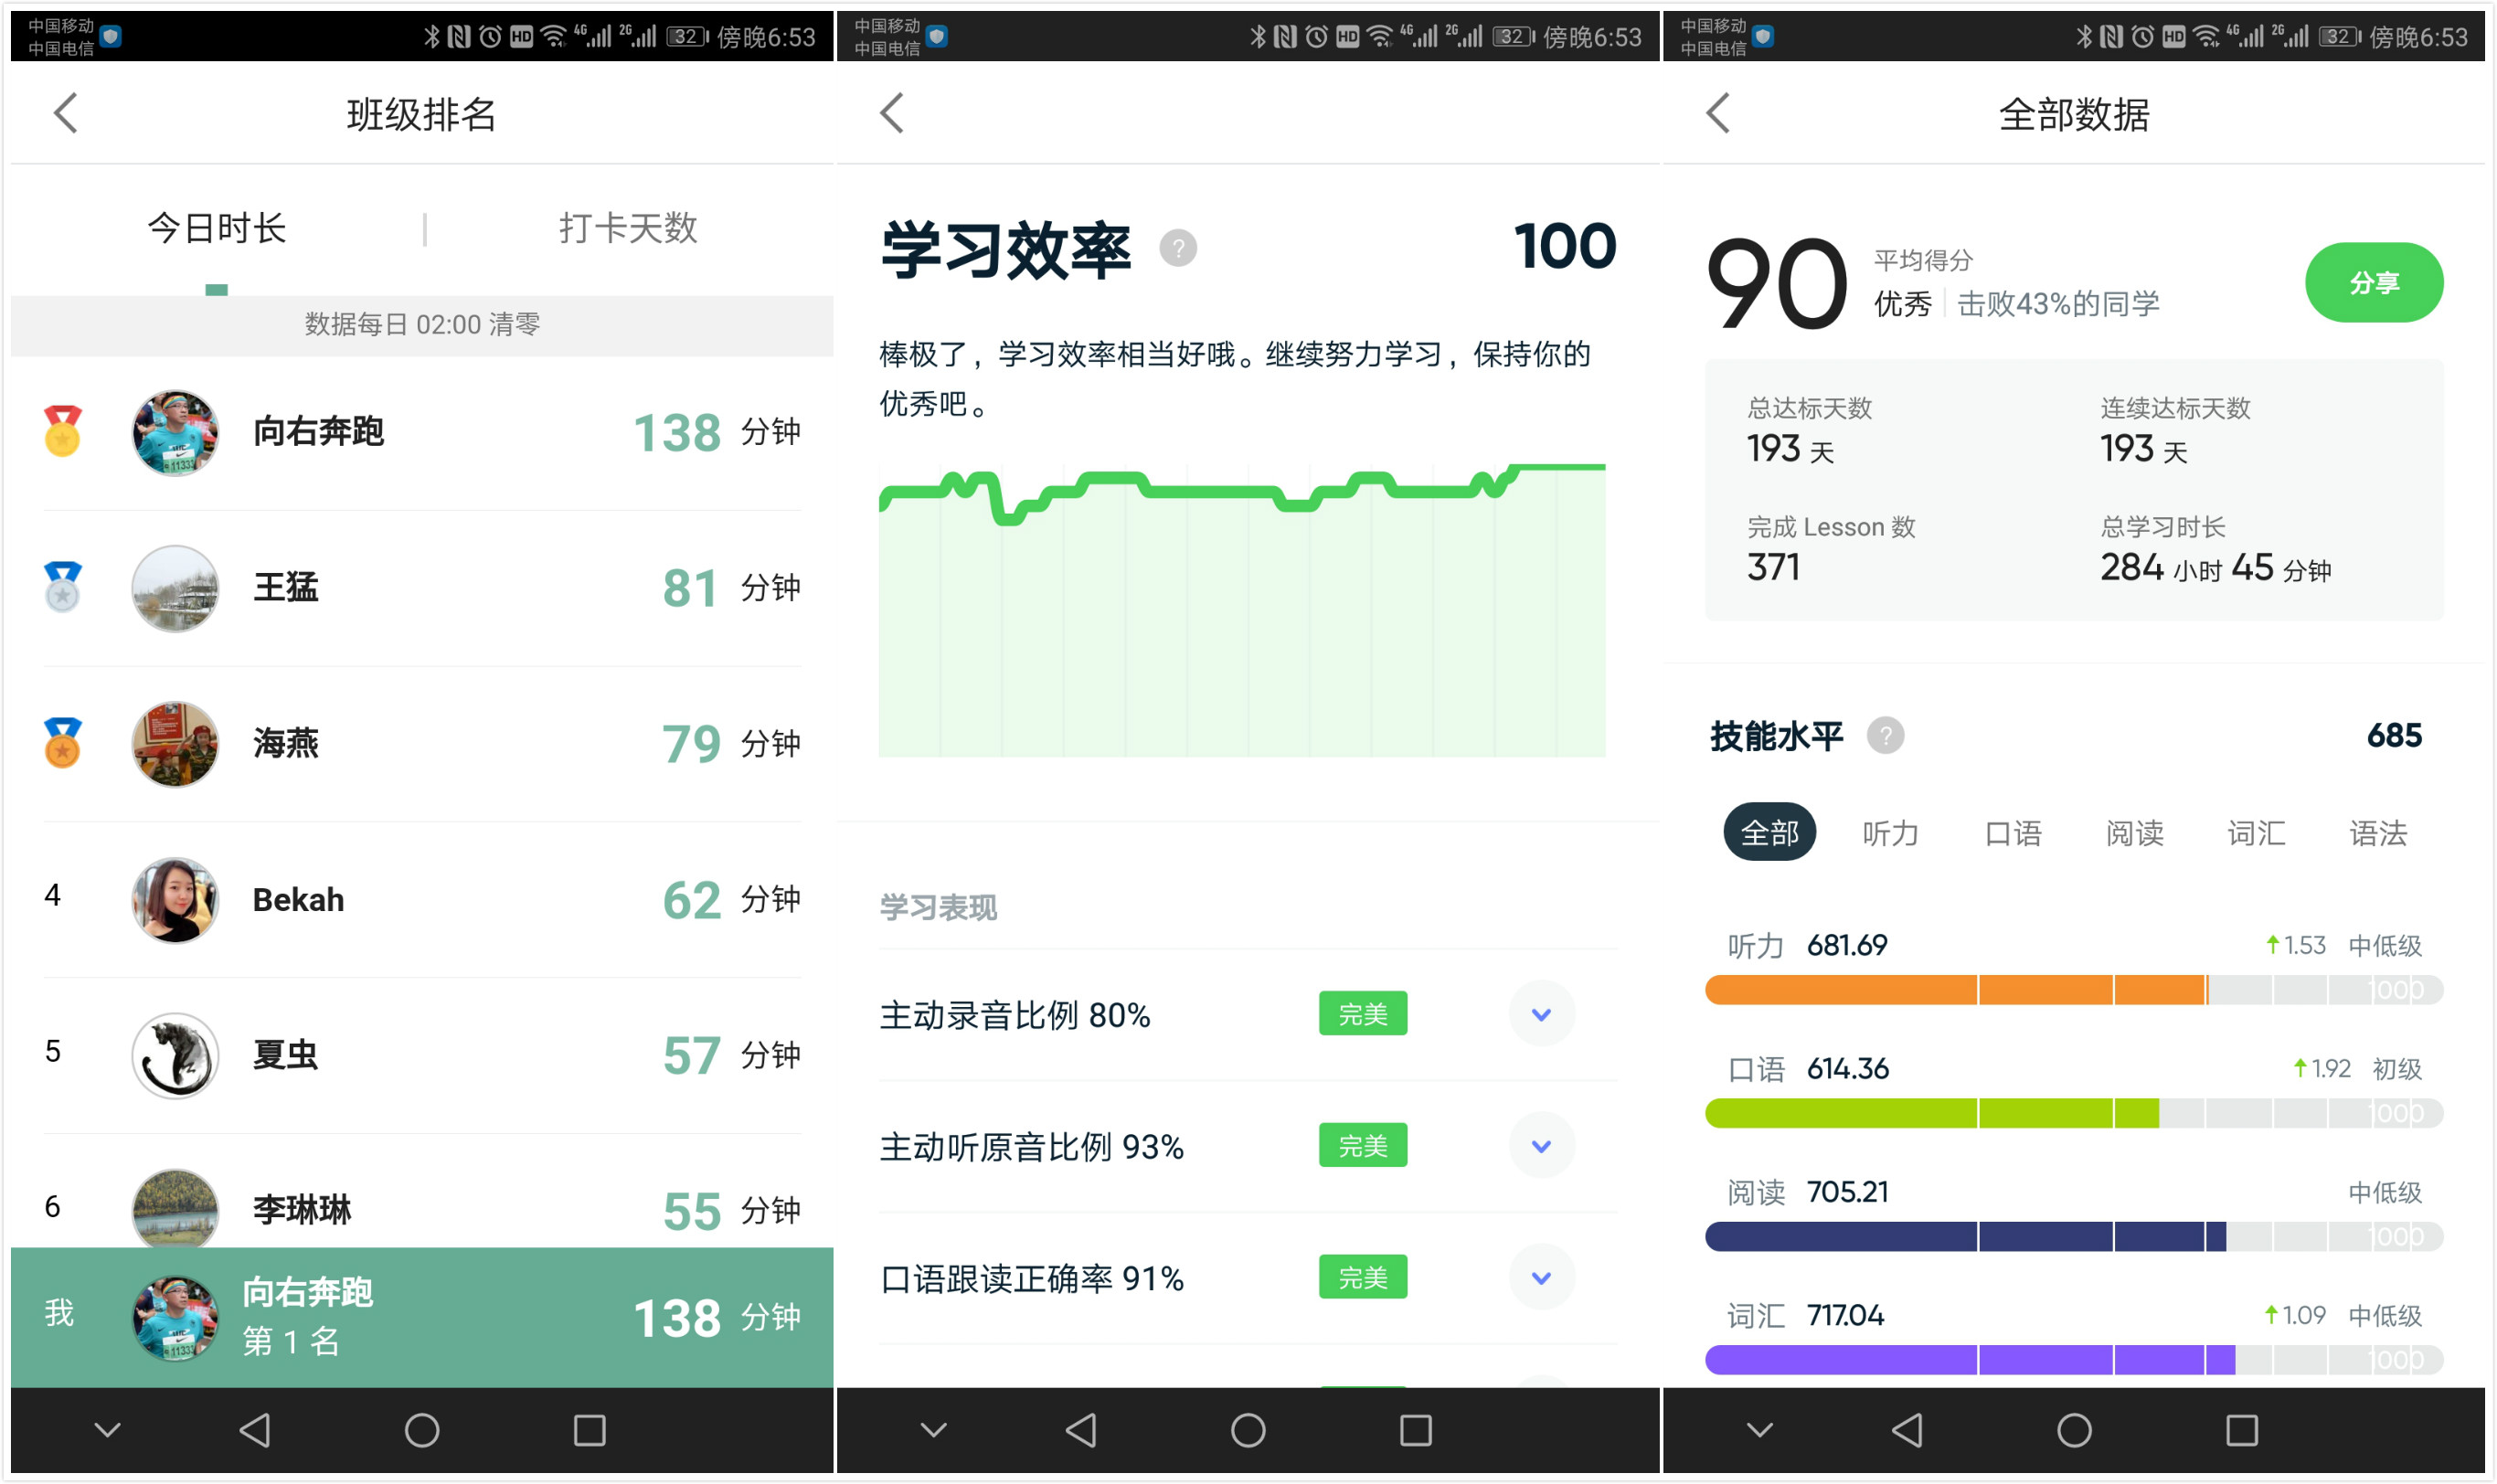 中国移动
中国电信
HD 4G 2G 32 傍晚6:53
班级排名
今日时长 打卡天数
数据每日 02:00 清零
向右奔跑 138 分钟
王猛 81 分钟
海燕 79 分钟
4 Bekah 62 分钟
5 夏虫 57 分钟
6 李琳琳 55 分钟
我 向右奔跑 138 分钟
第 1 名
中国移动
中国电信
HD 4G 2G 32 傍晚6:53
学习效率 ? 100
棒极了，学习效率相当好哦。继续努力学习，保持你的
优秀吧。
学习表现
主动录音比例 80% 完美
主动听原音比例 93% 完美
口语跟读正确率 91% 完美
中国移动
中国电信
HD 4G 2G 32 傍晚6:53
全部数据
90 平均得分
优秀 击败43%的同学
分享
总达标天数 连续达标天数
193 天 193 天
完成 Lesson 数 总学习时长
371 284 小时 45 分钟
技能水平 ? 685
全部 听力 口语 阅读 词汇 语法
听力 681.69 1.53 中低级
1000
口语 614.36 1.92 初级
1000
阅读 705.21 中低级
1000
词汇 717.04 1.09 中低级
1000